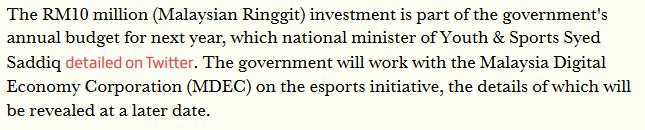 The RM10 million (Malaysian Ringgit) investment is part of the government's
annual budget for next year, which national minister of Youth & Sports Syed
Saddiq detailed on Twitter. The government will work with the Malaysia Digital
Economy Corporation (MDEC) on the esports initiative, the details of which will
be revealed at a later date.